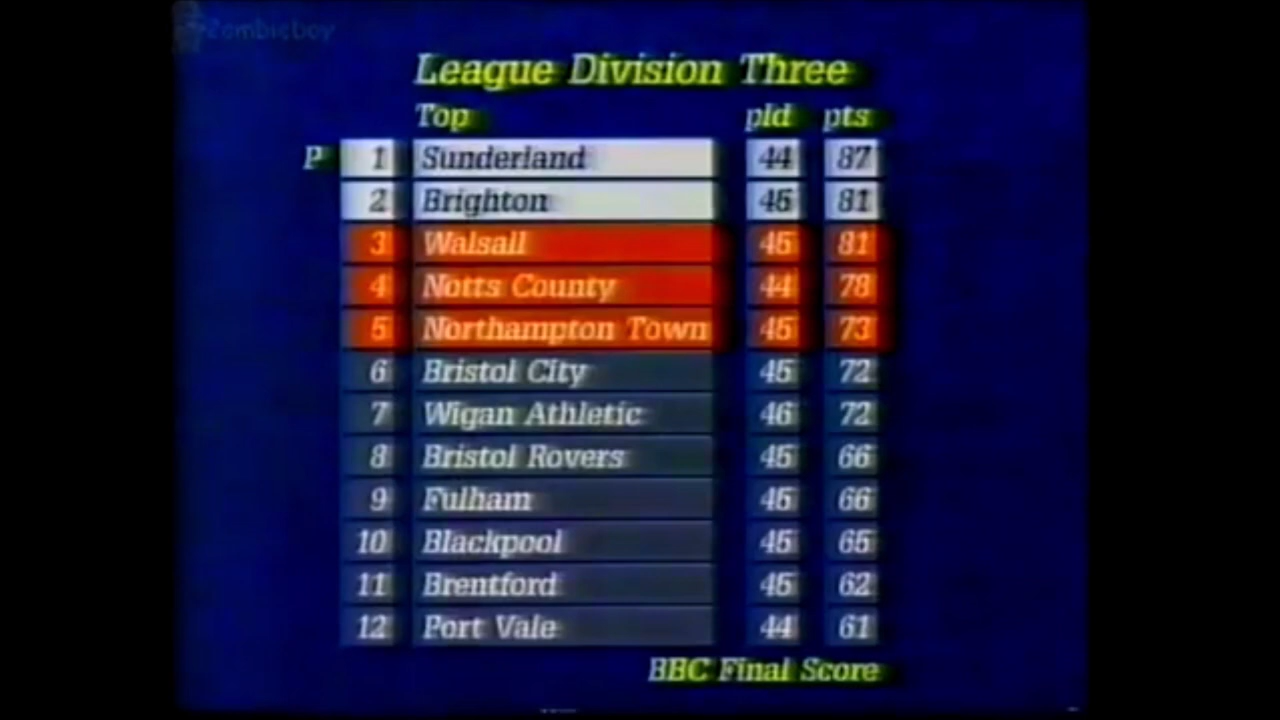 Zombieboy
League Division Three
Top pld pts
P 1 Sunderland 44 87
2 Brighton 45 81
3 Walsall 45 81
4 Notts County 44 78
5 Northampton Town 45 73
6 Bristol City 45 72
7 Wigan Athletic 46 72
8 Bristol Rovers 45 66
9 Fulham 45 66
10 Blackpool 45 65
11 Brentford 45 62
12 Port Vale 44 61
BBC Final Score